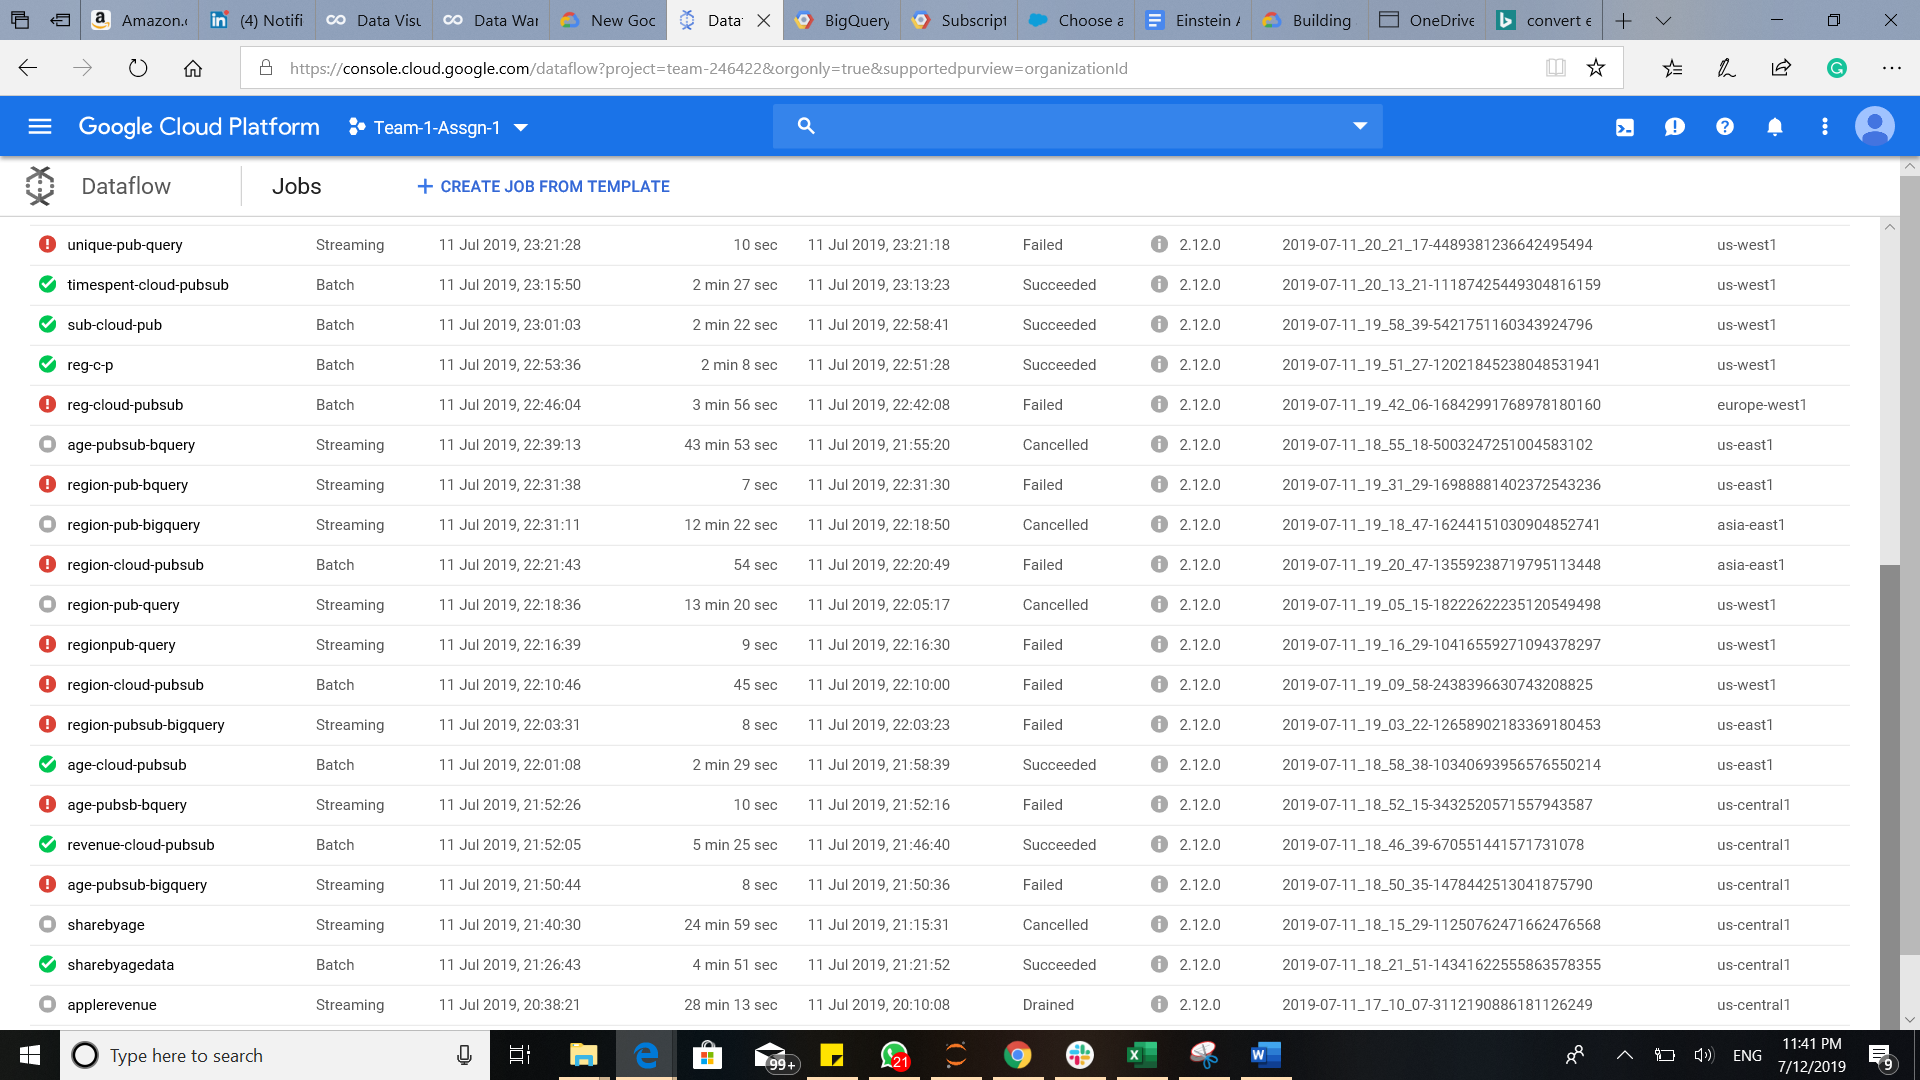 Amazon.c (4) Notifi Data Visu Data War New Goo Data Big Query Subscript Choose a Einstein A Building OneDrive convert e
https://console.cloud.google.com/dataflow?project=team-246422&orgonly=true&supportedpurview=organizationId
Google Cloud Platform Team-1-Assgn-1
Dataflow Jobs + CREATE JOB FROM TEMPLATE
unique-pub-query Streaming 11 Jul 2019, 23:21:28 10 sec 11 Jul 2019, 23:21:18 Failed 2.12.0 2019-07-11_20_21_17-4489381236642495494 us-west1
timespent-cloud-pubsub Batch 11 Jul 2019, 23:15:50 2 min 27 sec 11 Jul 2019, 23:13:23 Succeeded 2.12.0 2019-07-11_20_13_21-11187425449304816159 us-west1
sub-cloud-pub Batch 11 Jul 2019, 23:01:03 2 min 22 sec 11 Jul 2019, 22:58:41 Succeeded 2.12.0 2019-07-11_19_58_39-5421751160343924796 us-west1
reg-c-p Batch 11 Jul 2019, 22:53:36 2 min 8 sec 11 Jul 2019, 22:51:28 Succeeded 2.12.0 2019-07-11_19_51_27-12021845238048531941 us-west1
reg-cloud-pubsub Batch 11 Jul 2019, 22:46:04 3 min 56 sec 11 Jul 2019, 22:42:08 Failed 2.12.0 2019-07-11_19_42_06-16842991768978180160 europe-west1
age-pubsub-bquery Streaming 11 Jul 2019, 22:39:13 43 min 53 sec 11 Jul 2019, 21:55:20 Cancelled 2.12.0 2019-07-11_18_55_18-5003247251004583102 us-east1
region-pub-bquery Streaming 11 Jul 2019, 22:31:38 7 sec 11 Jul 2019, 22:31:30 Failed 2.12.0 2019-07-11_19_31_29-16988881402372543236 us-east1
region-pub-bigquery Streaming 11 Jul 2019, 22:31:11 12 min 22 sec 11 Jul 2019, 22:18:50 Cancelled 2.12.0 2019-07-11_19_18_47-16244151030904852741 asia-east1
region-cloud-pubsub Batch 11 Jul 2019, 22:21:43 54 sec 11 Jul 2019, 22:20:49 Failed 2.12.0 2019-07-11_19_20_47-13559238719795113448 asia-east1
region-pub-query Streaming 11 Jul 2019, 22:18:36 13 min 20 sec 11 Jul 2019, 22:05:17 Cancelled 2.12.0 2019-07-11_19_05_15-18222622235120549498 us-west1
regionpub-query Streaming 11 Jul 2019, 22:16:39 9 sec 11 Jul 2019, 22:16:30 Failed 2.12.0 2019-07-11_19_16_29-10416559271094378297 us-west1
region-cloud-pubsub Batch 11 Jul 2019, 22:10:46 45 sec 11 Jul 2019, 22:10:00 Failed 2.12.0 2019-07-11_19_09_58-2438396630743208825 us-west1
region-pubsub-bigquery Streaming 11 Jul 2019, 22:03:31 8 sec 11 Jul 2019, 22:03:23 Failed 2.12.0 2019-07-11_19_03_22-12658902183369180453 us-east1
age-cloud-pubsub Batch 11 Jul 2019, 22:01:08 2 min 29 sec 11 Jul 2019, 21:58:39 Succeeded 2.12.0 2019-07-11_18_58_38-10340693956576550214 us-east1
age-pubsb-bquery Streaming 11 Jul 2019, 21:52:26 10 sec 11 Jul 2019, 21:52:16 Failed 2.12.0 2019-07-11_18_52_15-3432520571557943587 us-central1
revenue-cloud-pubsub Batch 11 Jul 2019, 21:52:05 5 min 25 sec 11 Jul 2019, 21:46:40 Succeeded 2.12.0 2019-07-11_18_46_39-670551441571731078 us-central1
age-pubsub-bigquery Streaming 11 Jul 2019, 21:50:44 8 sec 11 Jul 2019, 21:50:36 Failed 2.12.0 2019-07-11_18_50_35-1478442513041875790 us-central1
sharebyage Streaming 11 Jul 2019, 21:40:30 24 min 59 sec 11 Jul 2019, 21:15:31 Cancelled 2.12.0 2019-07-11_18_15_29-11250762471662476568 us-central1
sharebyagedata Batch 11 Jul 2019, 21:26:43 4 min 51 sec 11 Jul 2019, 21:21:52 Succeeded 2.12.0 2019-07-11_18_21_51-14341622555863578355 us-central1
applerevenue Streaming 11 Jul 2019, 20:38:21 28 min 13 sec 11 Jul 2019, 20:10:08 Drained 2.12.0 2019-07-11_17_10_07-3112190886181126249 us-central1
Type here to search 99+ 21 ENG 11:41 PM
7/12/2019 9